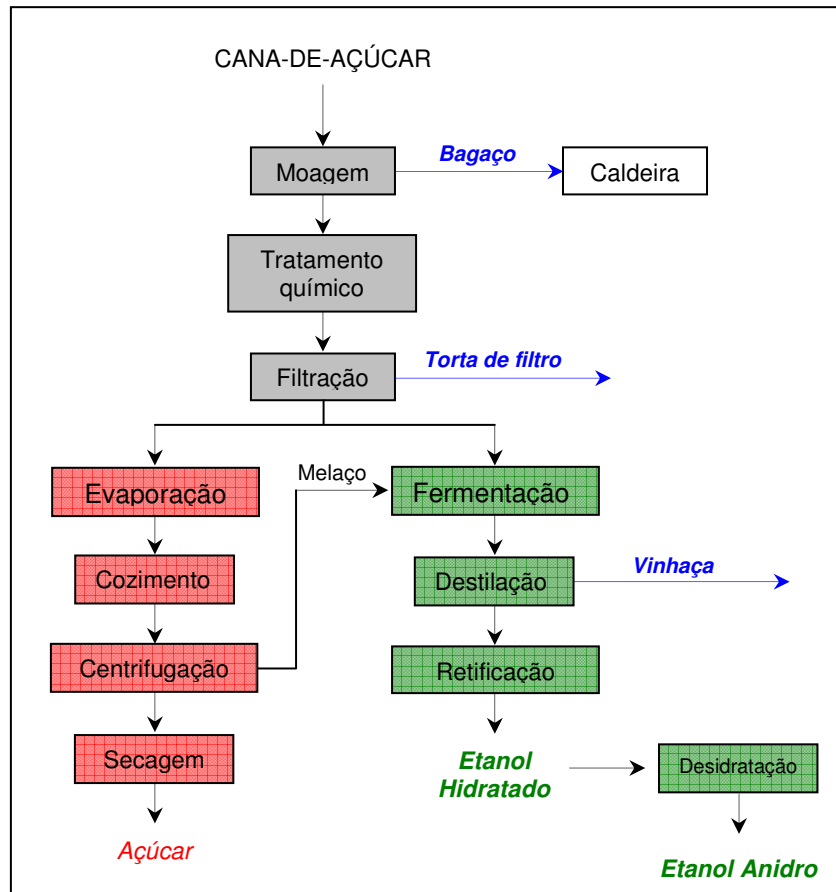 CANA-DE-AÇÚCAR
Bagaço
Moagem
Caldeira
Tratamento
químico
Torta de filtro
Filtração
Melaço
Evaporação
Fermentação
Vinhaça
Cozimento
Destilação
Centrifugação
Retificação
Secagem
Etanol
Hidratado
Desidratação
Açúcar
Etanol Anidro